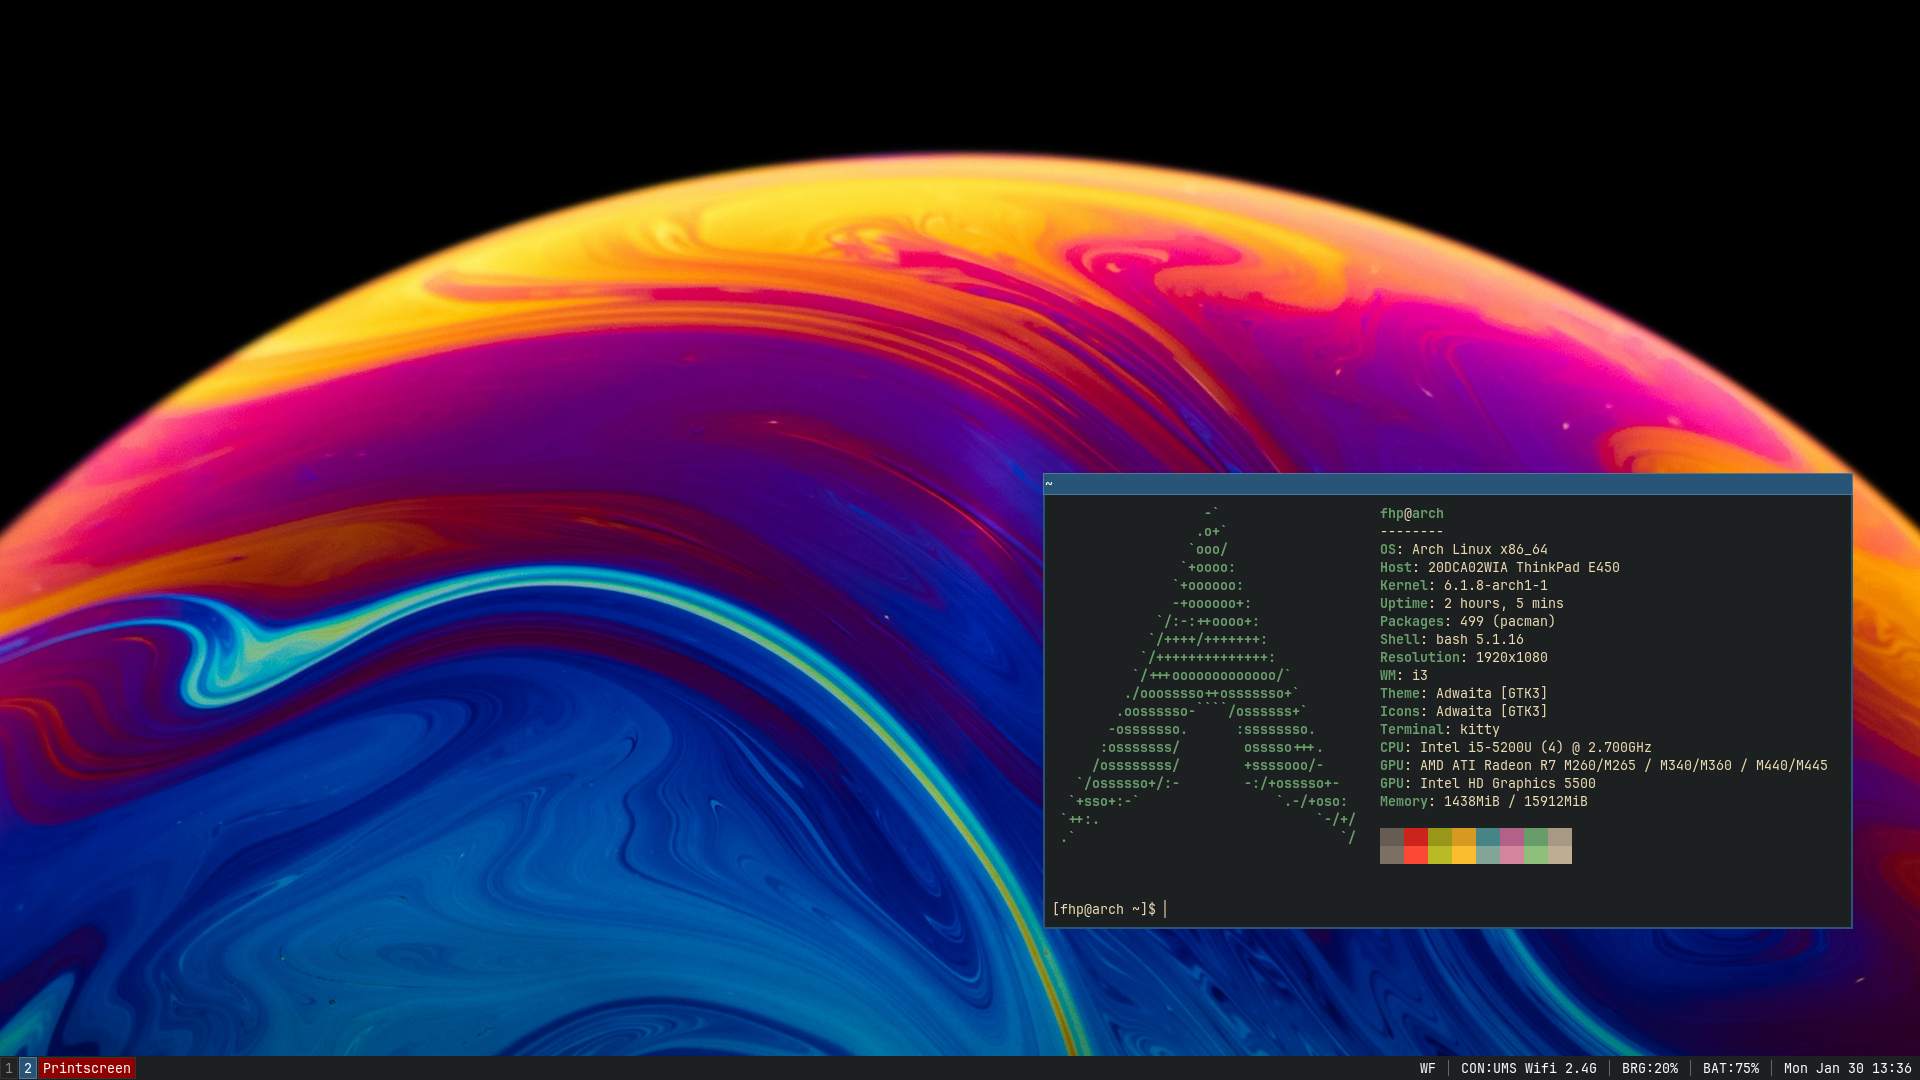 ~
-`
.o+`
`ooo/
`+oooo:
`+oooooo:
-+oooooo+:
`/:-:++oooo+:
`/++++/+++++++:
`/++++++++++++++:
`/+++ooooooooooooo/`
./ooosssso++osssssso+`
.oossssso-````/ossssss+`
-osssssso.      :ssssssso.
:osssssss/        osssso+++.
/ossssssss/        +ssssooo/-
`/ossssso+/:-        -:/+osssso+-
`+sso+:-`                 `.-/+oso:
`++:.                           `-/+/
.`                                 `/
fhp@arch
--------
OS: Arch Linux x86_64
Host: 20DCA02WIA ThinkPad E450
Kernel: 6.1.8-arch1-1
Uptime: 2 hours, 5 mins
Packages: 499 (pacman)
Shell: bash 5.1.16
Resolution: 1920x1080
WM: i3
Theme: Adwaita [GTK3]
Icons: Adwaita [GTK3]
Terminal: kitty
CPU: Intel i5-5200U (4) @ 2.700GHz
GPU: AMD ATI Radeon R7 M260/M265 / M340/M360 / M440/M445
GPU: Intel HD Graphics 5500
Memory: 1438MiB / 15912MiB
[fhp@arch ~]$
1 2 Printscreen
WF | CON:UMS Wifi 2.4G | BRG:20% | BAT:75% | Mon Jan 30 13:36